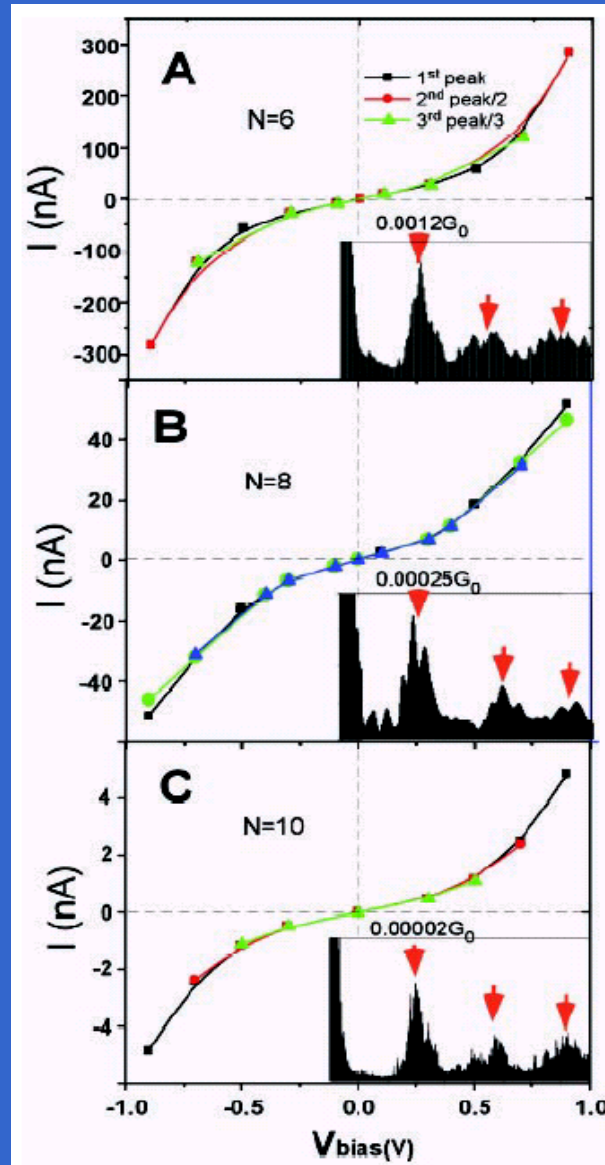 A
N=6
1st peak
2nd peak/2
3rd peak/3
I (nA)
300
200
100
0
-100
-200
-300
0.0012G0
B
N=8
I (nA)
40
20
0
-20
-40
0.00025G0
C
N=10
I (nA)
4
2
0
-2
-4
0.00002G0
-1.0 -0.5 0.0 0.5 1.0
Vbias(V)